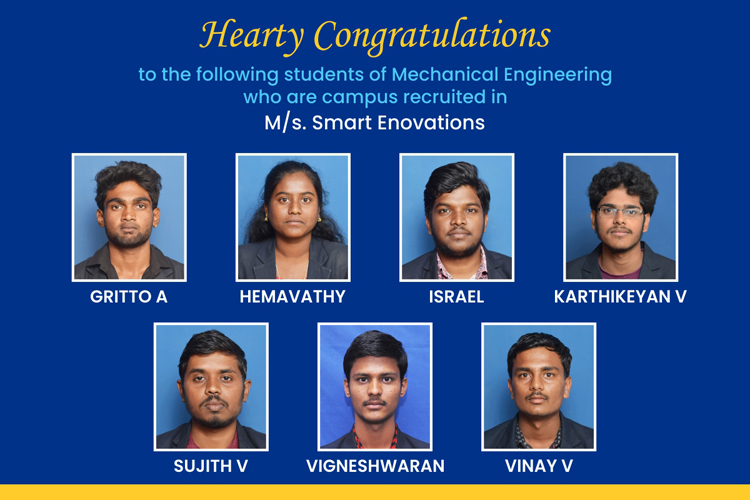 Hearty Congratulations
to the following students of Mechanical Engineering
who are campus recruited in
M/s. Smart Enovations
GRITTO A
HEMAVATHY
ISRAEL
KARTHIKEYAN V
SUJITH V
VIGNESHWARAN
VINAY V